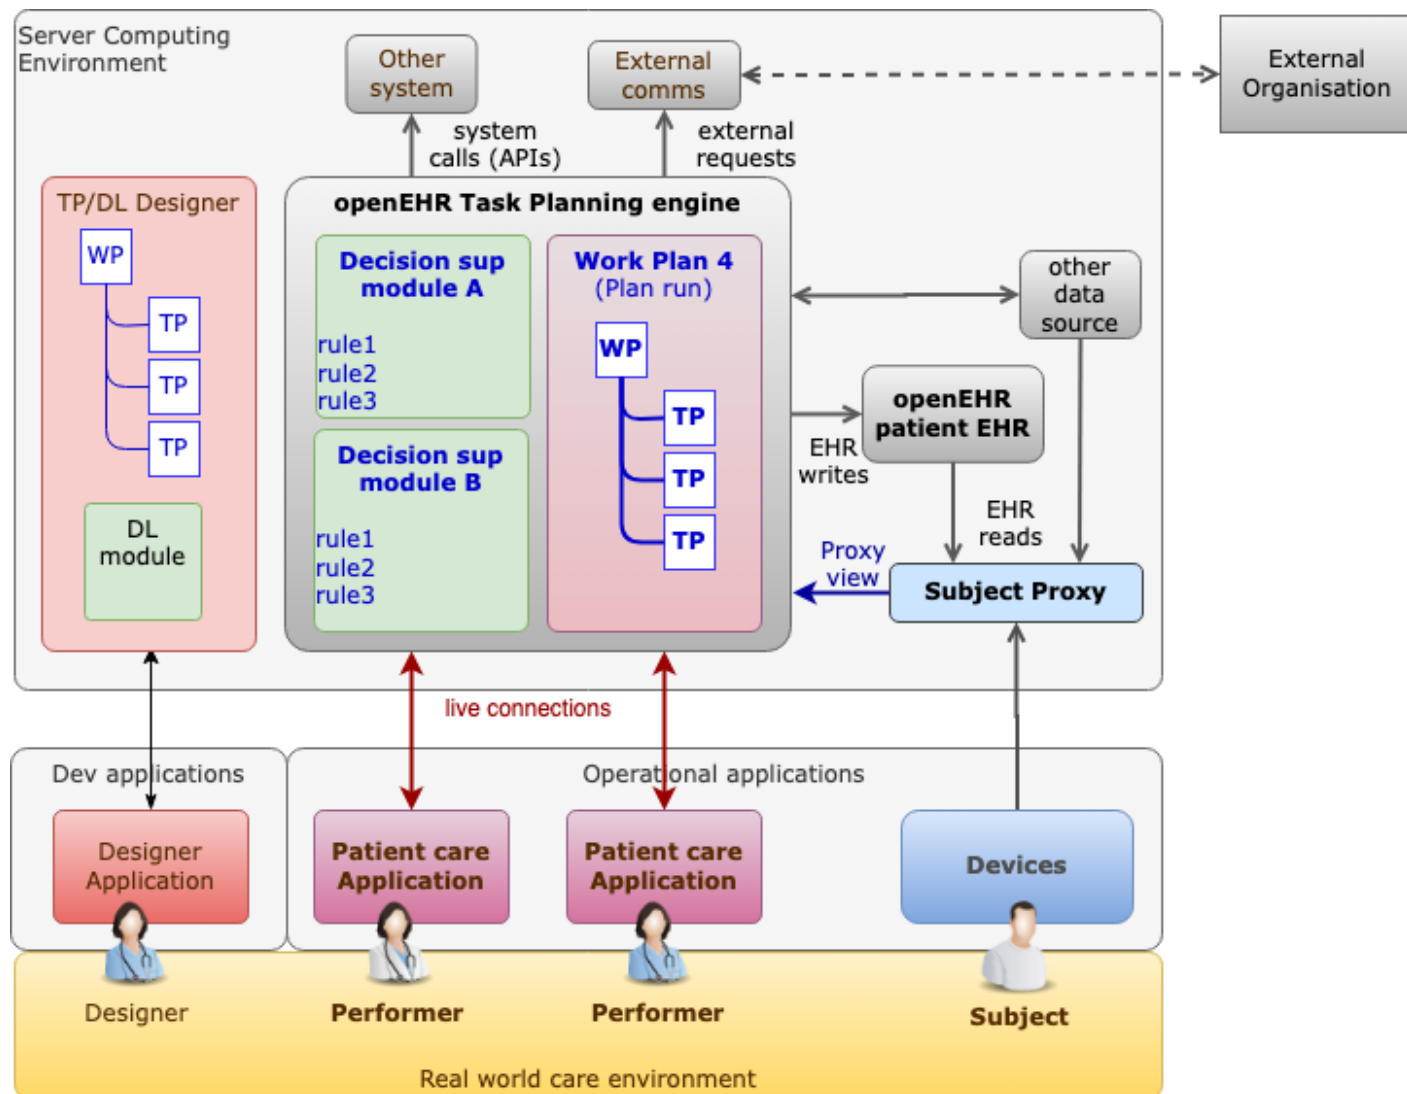 Server Computing
Environment
Other
system
External
comms
External
Organisation
system
calls (APIs)
external
requests
TP/DL Designer
WP
TP
TP
TP
DL
module
openEHR Task Planning engine
Decision sup
module A
rule1
rule2
rule3
Decision sup
module B
rule1
rule2
rule3
Work Plan 4
(Plan run)
WP
TP
TP
TP
other
data
source
openEHR
patient EHR
EHR
writes
EHR
reads
Proxy
view
Subject Proxy
live connections
Dev applications
Operational applications
Designer
Application
Patient care
Application
Patient care
Application
Devices
Designer
Performer
Performer
Subject
Real world care environment